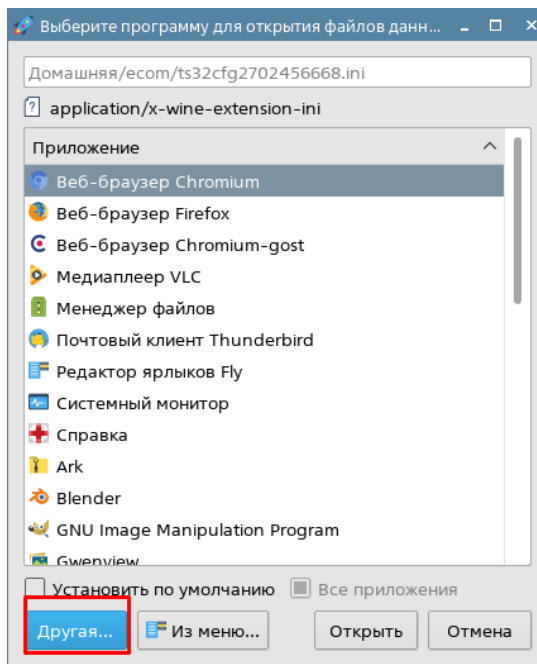 Выберите программу для открытия файлов данн...
Домашняя/ecom/ts32cfg2702456668.ini
application/x-wine-extension-ini
Приложение
Веб-браузер Chromium
Веб-браузер Firefox
Веб-браузер Chromium-gost
Медиаплеер VLC
Менеджер файлов
Почтовый клиент Thunderbird
Редактор ярлыков Fly
Системный монитор
Справка
Ark
Blender
GNU Image Manipulation Program
Gwenview
Установить по умолчанию Все приложения
Другая... Из меню... Открыть Отмена